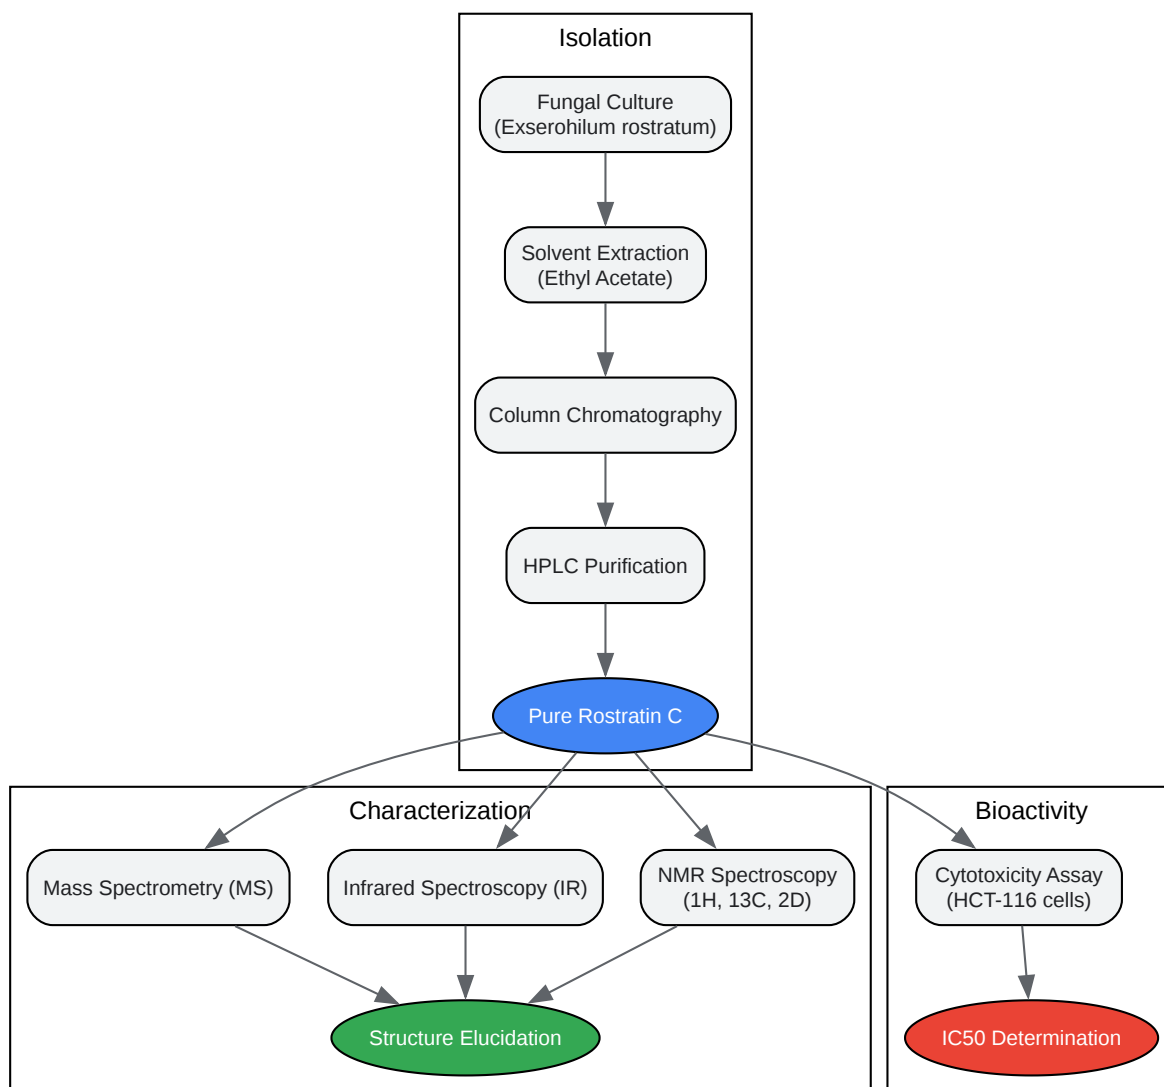 Isolation
Fungal Culture
(Exserohilum rostratum)
Solvent Extraction
(Ethyl Acetate)
Column Chromatography
HPLC Purification
Pure Rostratin C
Characterization
Bioactivity
Mass Spectrometry (MS)
Infrared Spectroscopy (IR)
NMR Spectroscopy
(1H, 13C, 2D)
Cytotoxicity Assay
(HCT-116 cells)
Structure Elucidation
IC50 Determination